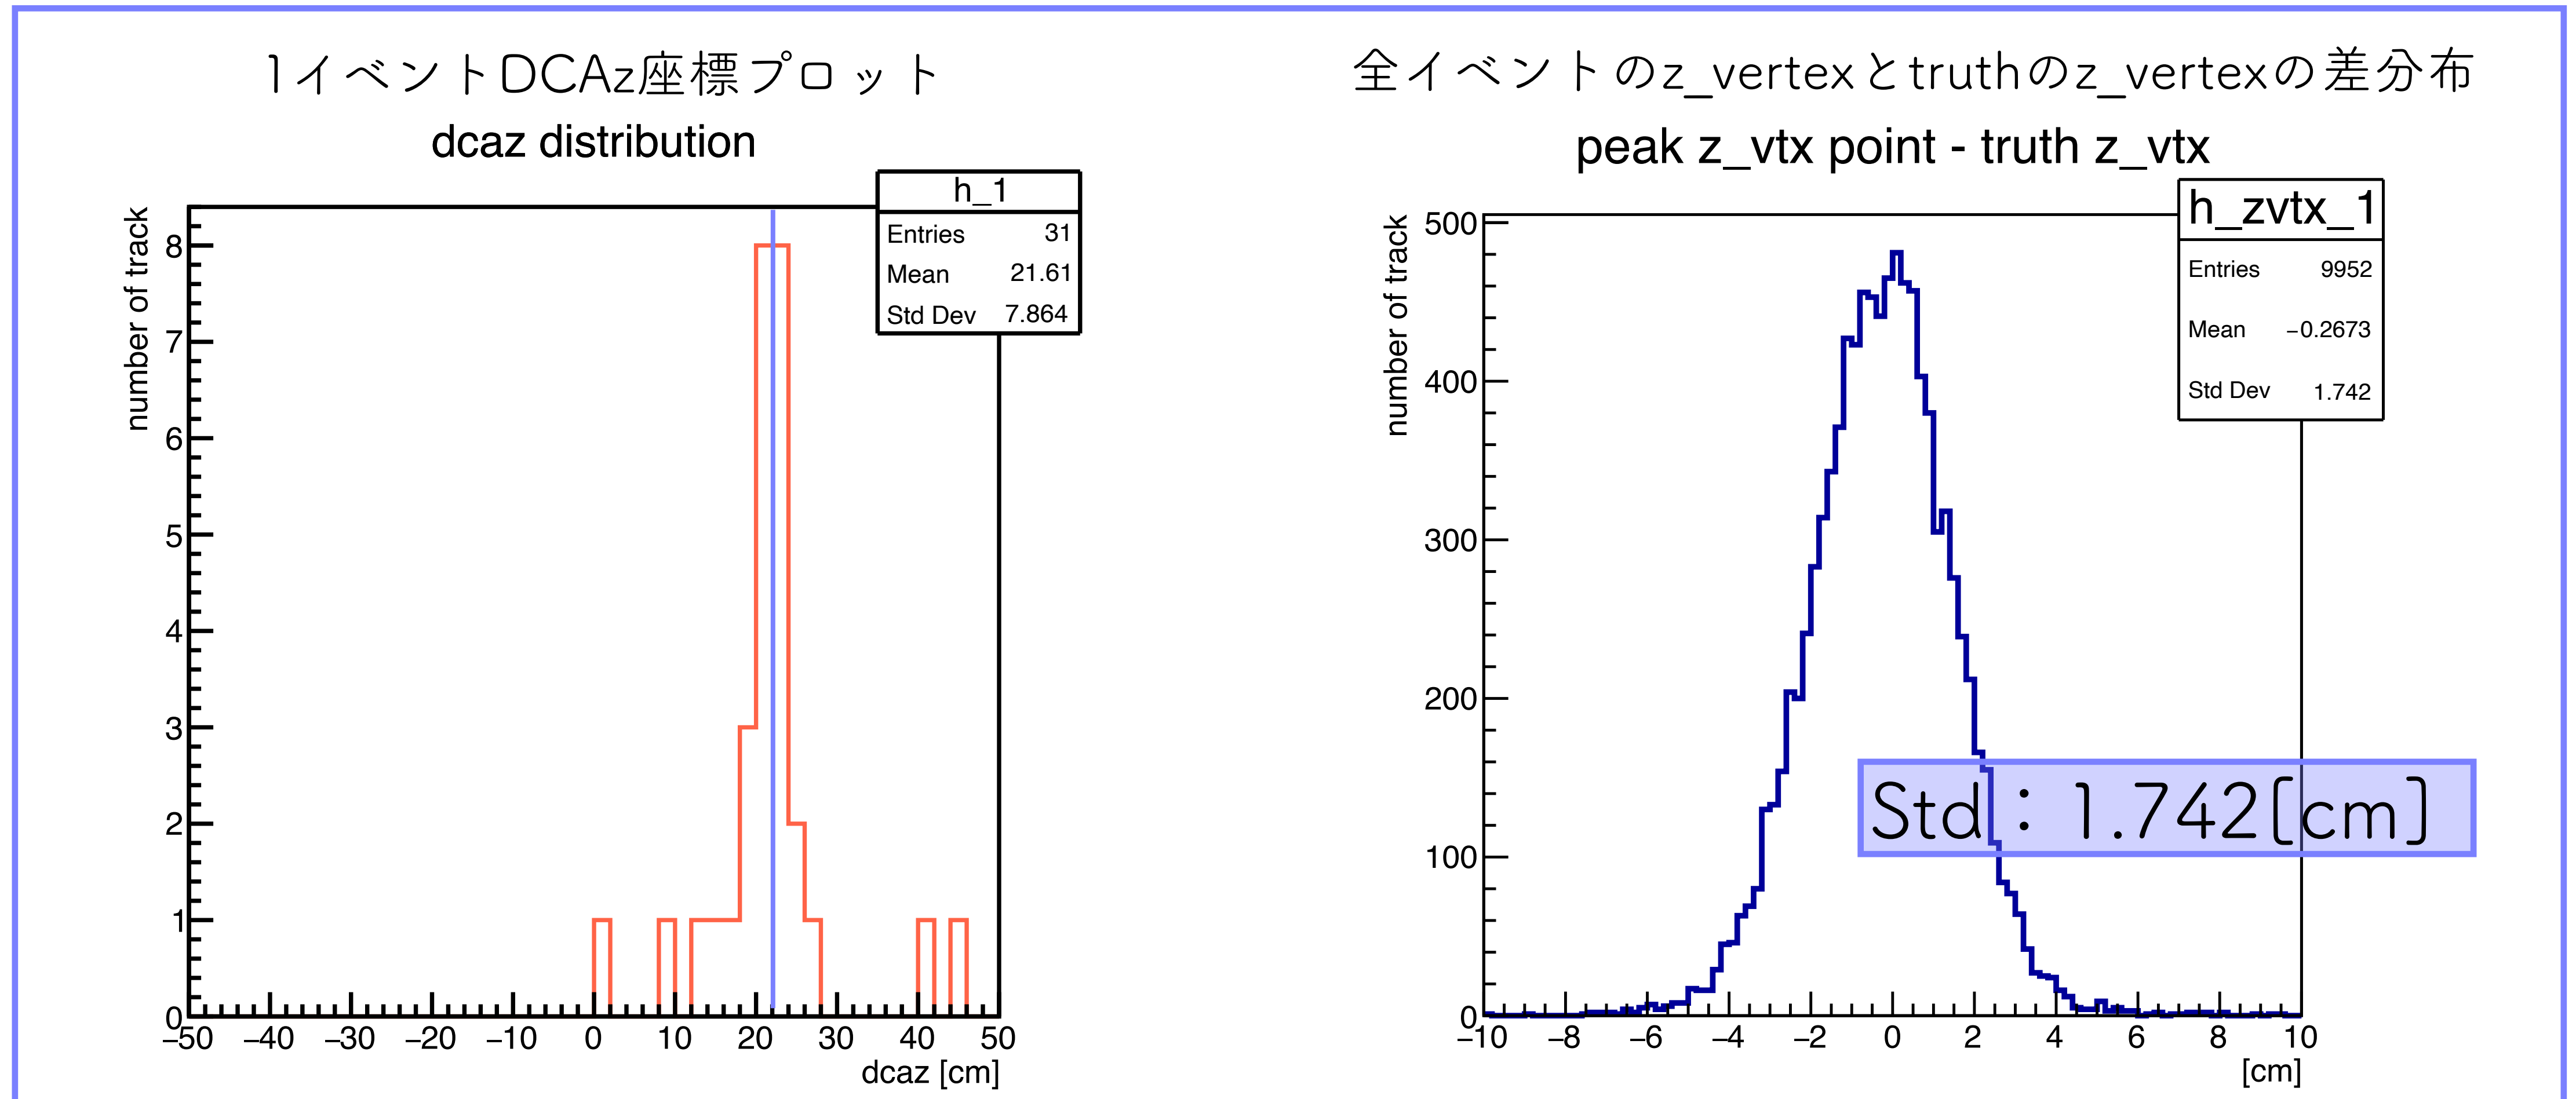 1イベントDCAz座標プロット
dcaz distribution
h_1
Entries 31
Mean 21.61
Std Dev 7.864
number of track
8
7
6
5
4
3
2
1
0
−50 −40 −30 −20 −10 0 10 20 30 40 50
dcaz [cm]
全イベントのz_vertexとtruthのz_vertexの差分布
peak z_vtx point - truth z_vtx
h_zvtx_1
Entries 9952
Mean −0.2673
Std Dev 1.742
number of track
500
400
300
200
100
0
Std：1.742[cm]
−10 −8 −6 −4 −2 0 2 4 6 8 10
[cm]